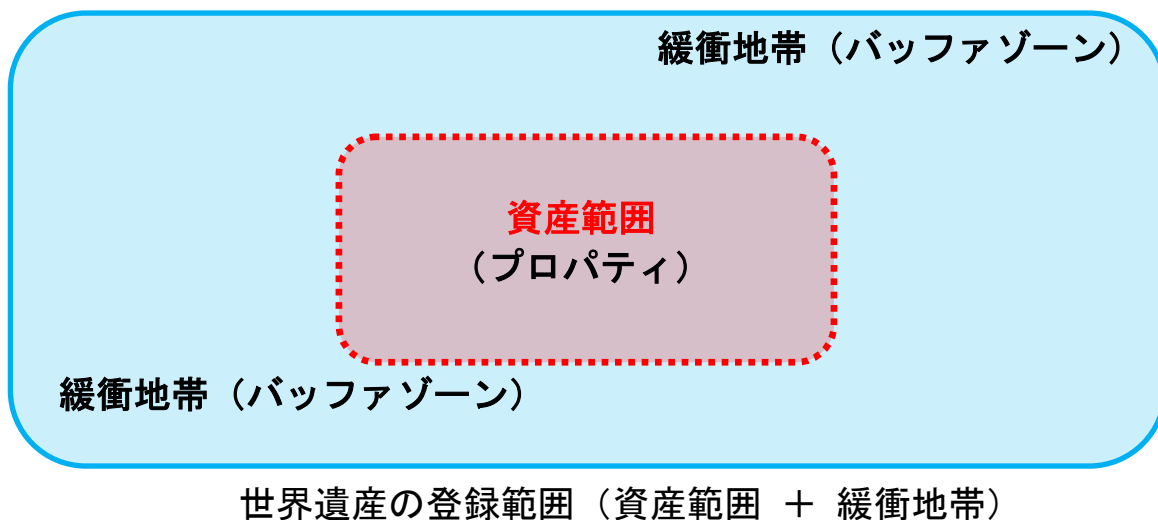 緩衝地帯（バッファゾーン）
資産範囲
（プロパティ）
緩衝地帯（バッファゾーン）
世界遺産の登録範囲（資産範囲 ＋ 緩衝地帯）